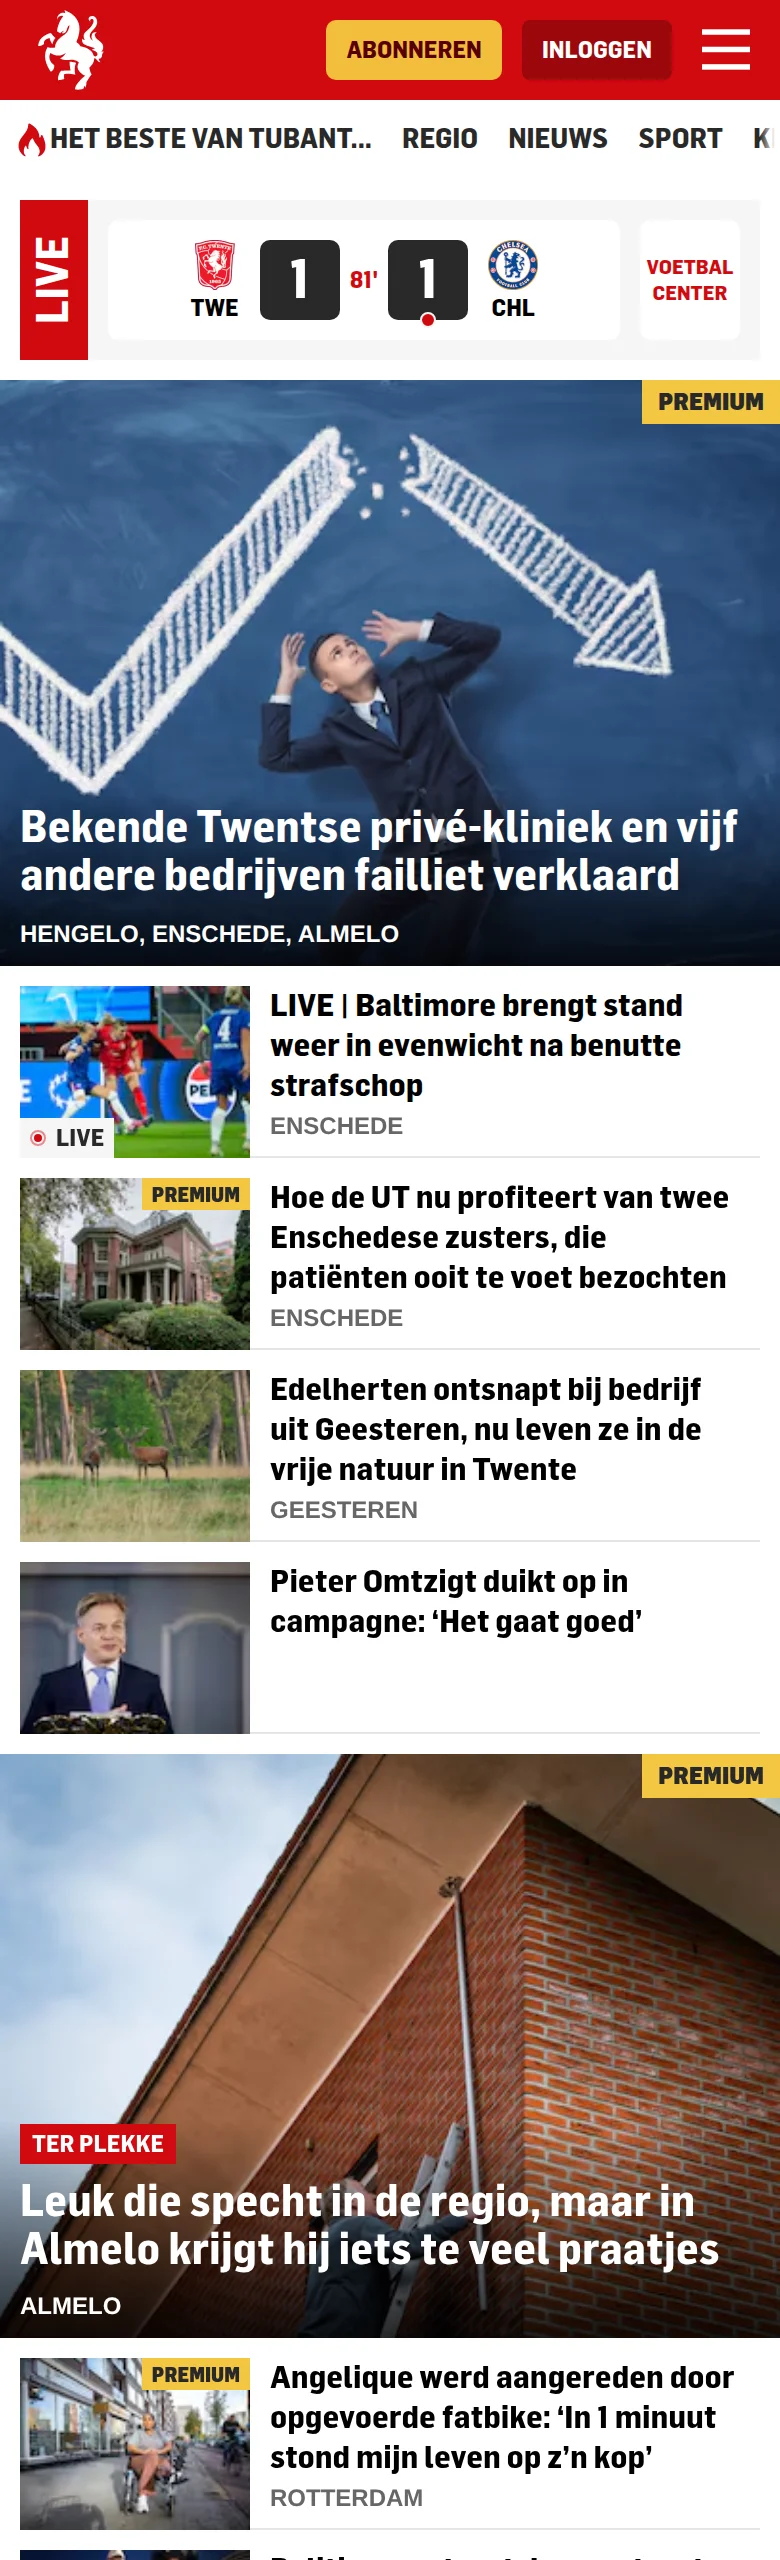 ABONNEREN
INLOGGEN
HET BESTE VAN TUBANT...
REGIO
NIEUWS
SPORT
LIVE
TWE
1
81'
1
CHL
VOETBAL
CENTER
PREMIUM
Bekende Twentse privé-kliniek en vijf
andere bedrijven failliet verklaard
HENGELO, ENSCHEDE, ALMELO
LIVE
LIVE | Baltimore brengt stand
weer in evenwicht na benutte
strafschop
ENSCHEDE
PREMIUM
Hoe de UT nu profiteert van twee
Enschedese zusters, die
patiënten ooit te voet bezochten
ENSCHEDE
Edelherten ontsnapt bij bedrijf
uit Geesteren, nu leven ze in de
vrije natuur in Twente
GEESTEREN
Pieter Omtzigt duikt op in
campagne: ‘Het gaat goed’
PREMIUM
TER PLEKKE
Leuk die specht in de regio, maar in
Almelo krijgt hij iets te veel praatjes
ALMELO
PREMIUM
Angelique werd aangereden door
opgevoerde fatbike: ‘In 1 minuut
stond mijn leven op z’n kop’
ROTTERDAM